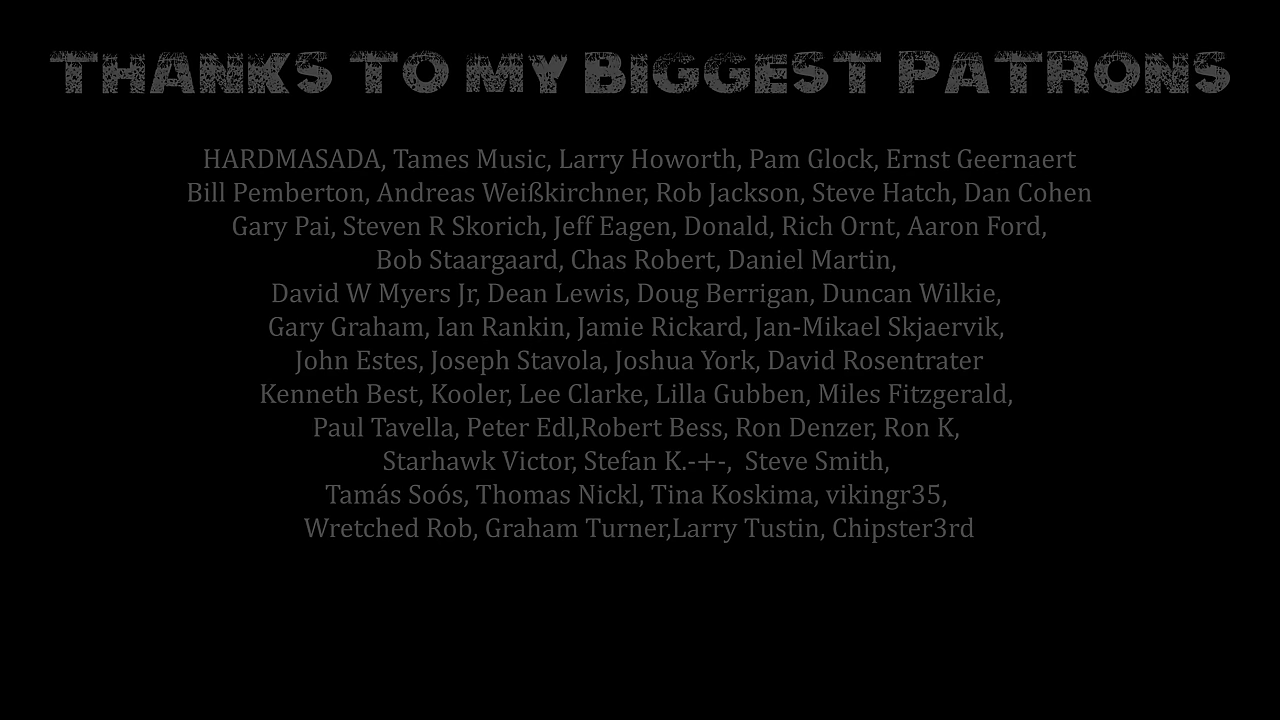 Thanks to my Biggest Patrons
HARDMASADA, Tames Music, Larry Howorth, Pam Glock, Ernst Geernaert
Bill Pemberton, Andreas Weißkirchner, Rob Jackson, Steve Hatch, Dan Cohen
Gary Pai, Steven R Skorich, Jeff Eagen, Donald, Rich Ornt, Aaron Ford,
Bob Staargaard, Chas Robert, Daniel Martin,
David W Myers Jr, Dean Lewis, Doug Berrigan, Duncan Wilkie,
Gary Graham, Ian Rankin, Jamie Rickard, Jan-Mikael Skjaervik,
John Estes, Joseph Stavola, Joshua York, David Rosentrater
Kenneth Best, Kooler, Lee Clarke, Lilla Gubben, Miles Fitzgerald,
Paul Tavella, Peter Edl,Robert Bess, Ron Denzer, Ron K,
Starhawk Victor, Stefan K.-+-,  Steve Smith,
Tamás Soós, Thomas Nickl, Tina Koskima, vikingr35,
Wretched Rob, Graham Turner,Larry Tustin, Chipster3rd